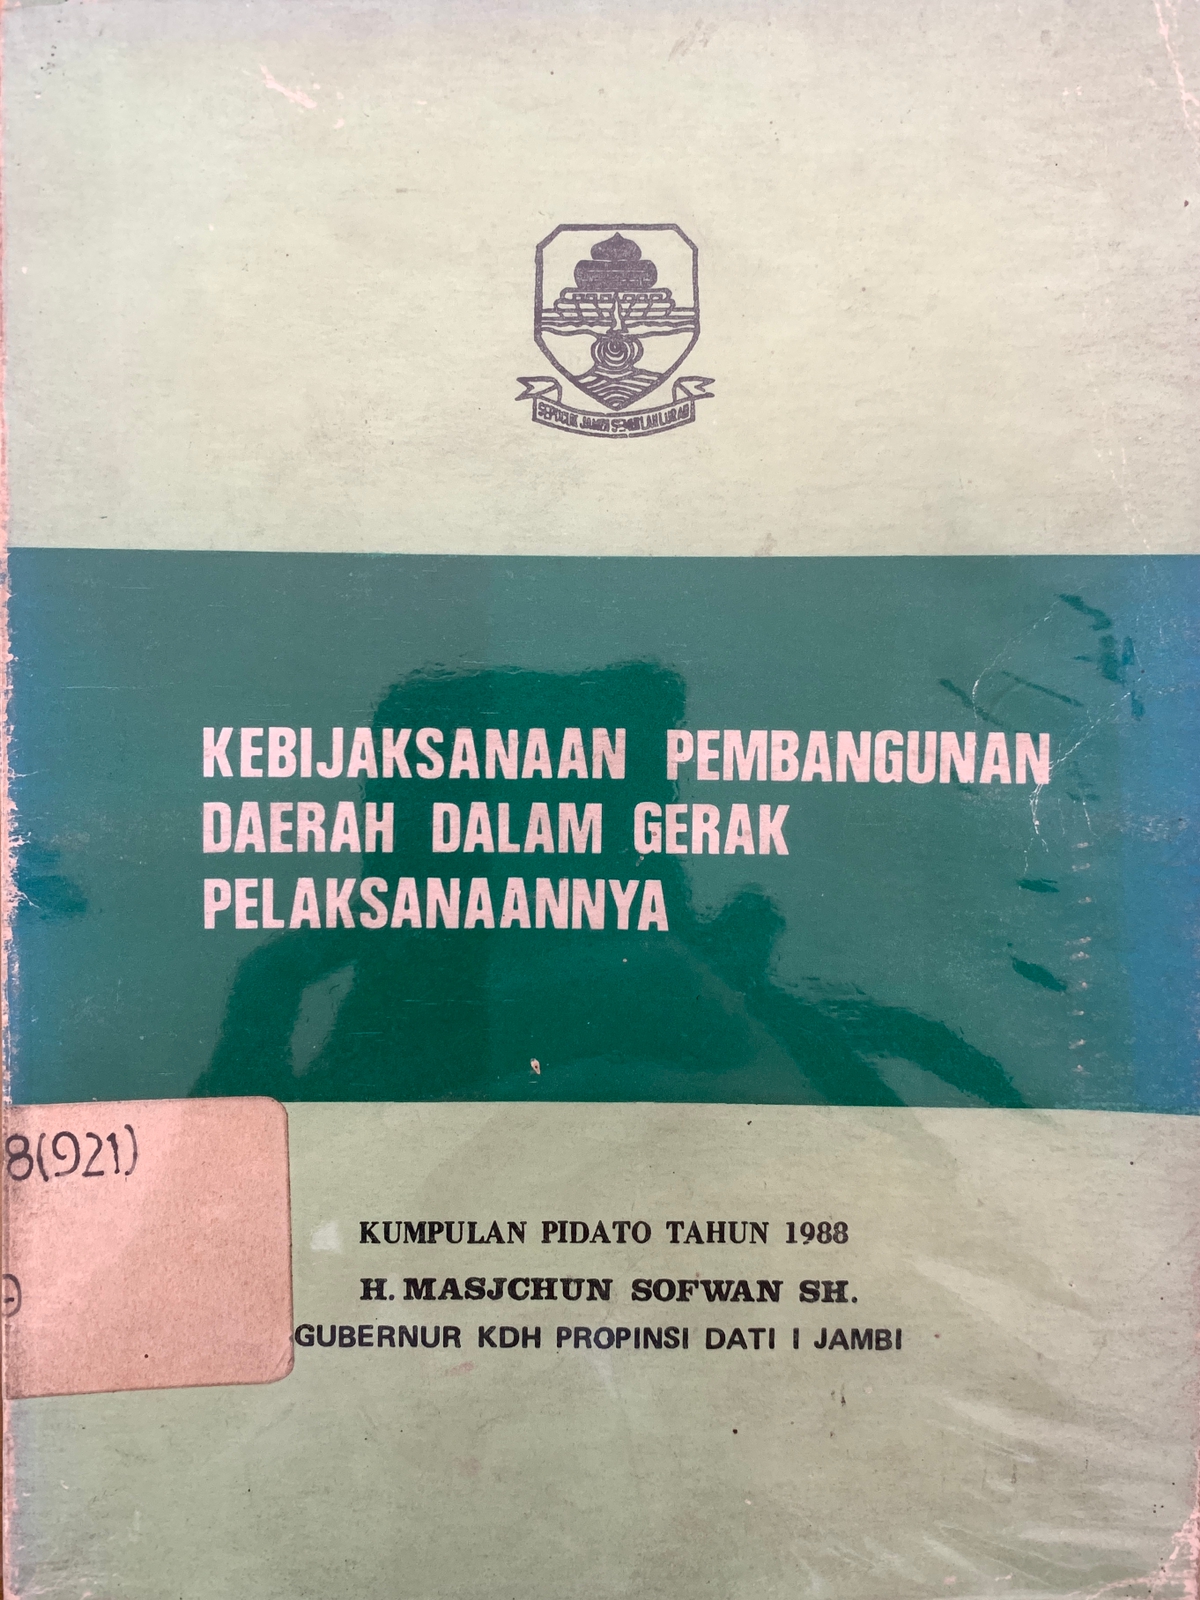 SEPUCUK JAMBI SEMBILAN LURAH
KEBIJAKSANAAN PEMBANGUNAN
DAERAH DALAM GERAK
PELAKSANAANNYA
8(921)
KUMPULAN PIDATO TAHUN 1988
H. MASJCHUN SOFWAN SH.
GUBERNUR KDH PROPINSI DATI I JAMBI